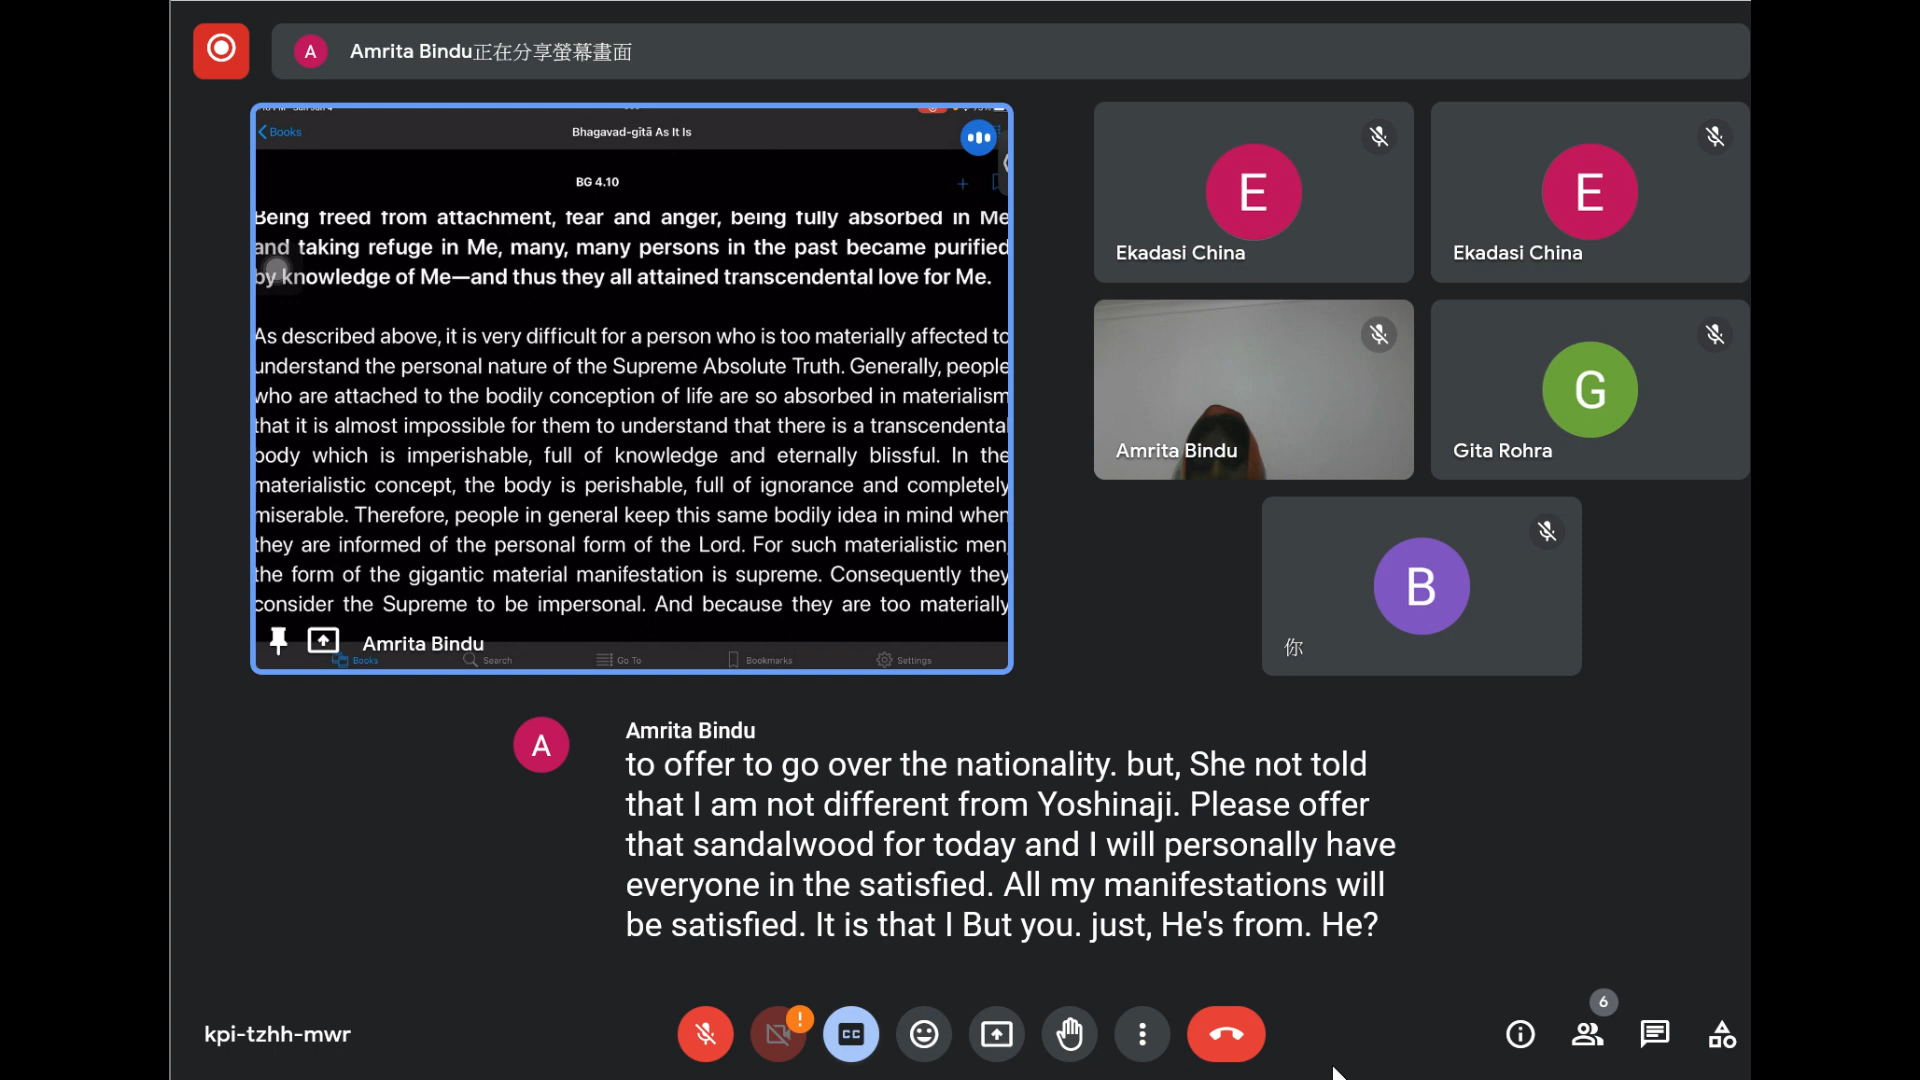 A Amrita Bindu正在分享螢幕畫面
Books
Bhagavad-gītā As It Is
BG 4.10
Being freed from attachment, fear and anger, being fully absorbed in Me
and taking refuge in Me, many, many persons in the past became purified
by knowledge of Me—and thus they all attained transcendental love for Me.
As described above, it is very difficult for a person who is too materially affected to
understand the personal nature of the Supreme Absolute Truth. Generally, people
who are attached to the bodily conception of life are so absorbed in materialism
that it is almost impossible for them to understand that there is a transcendental
body which is imperishable, full of knowledge and eternally blissful. In the
materialistic concept, the body is perishable, full of ignorance and completely
miserable. Therefore, people in general keep this same bodily idea in mind when
they are informed of the personal form of the Lord. For such materialistic men,
the form of the gigantic material manifestation is supreme. Consequently they
consider the Supreme to be impersonal. And because they are too materially
Amrita Bindu
Books Search Go To Bookmarks Settings
E
Ekadasi China
E
Ekadasi China
Amrita Bindu
G
Gita Rohra
B
你
A
Amrita Bindu
to offer to go over the nationality. but, She not told
that I am not different from Yoshinaji. Please offer
that sandalwood for today and I will personally have
everyone in the satisfied. All my manifestations will
be satisfied. It is that I But you. just, He's from. He?
kpi-tzhh-mwr
CC
6